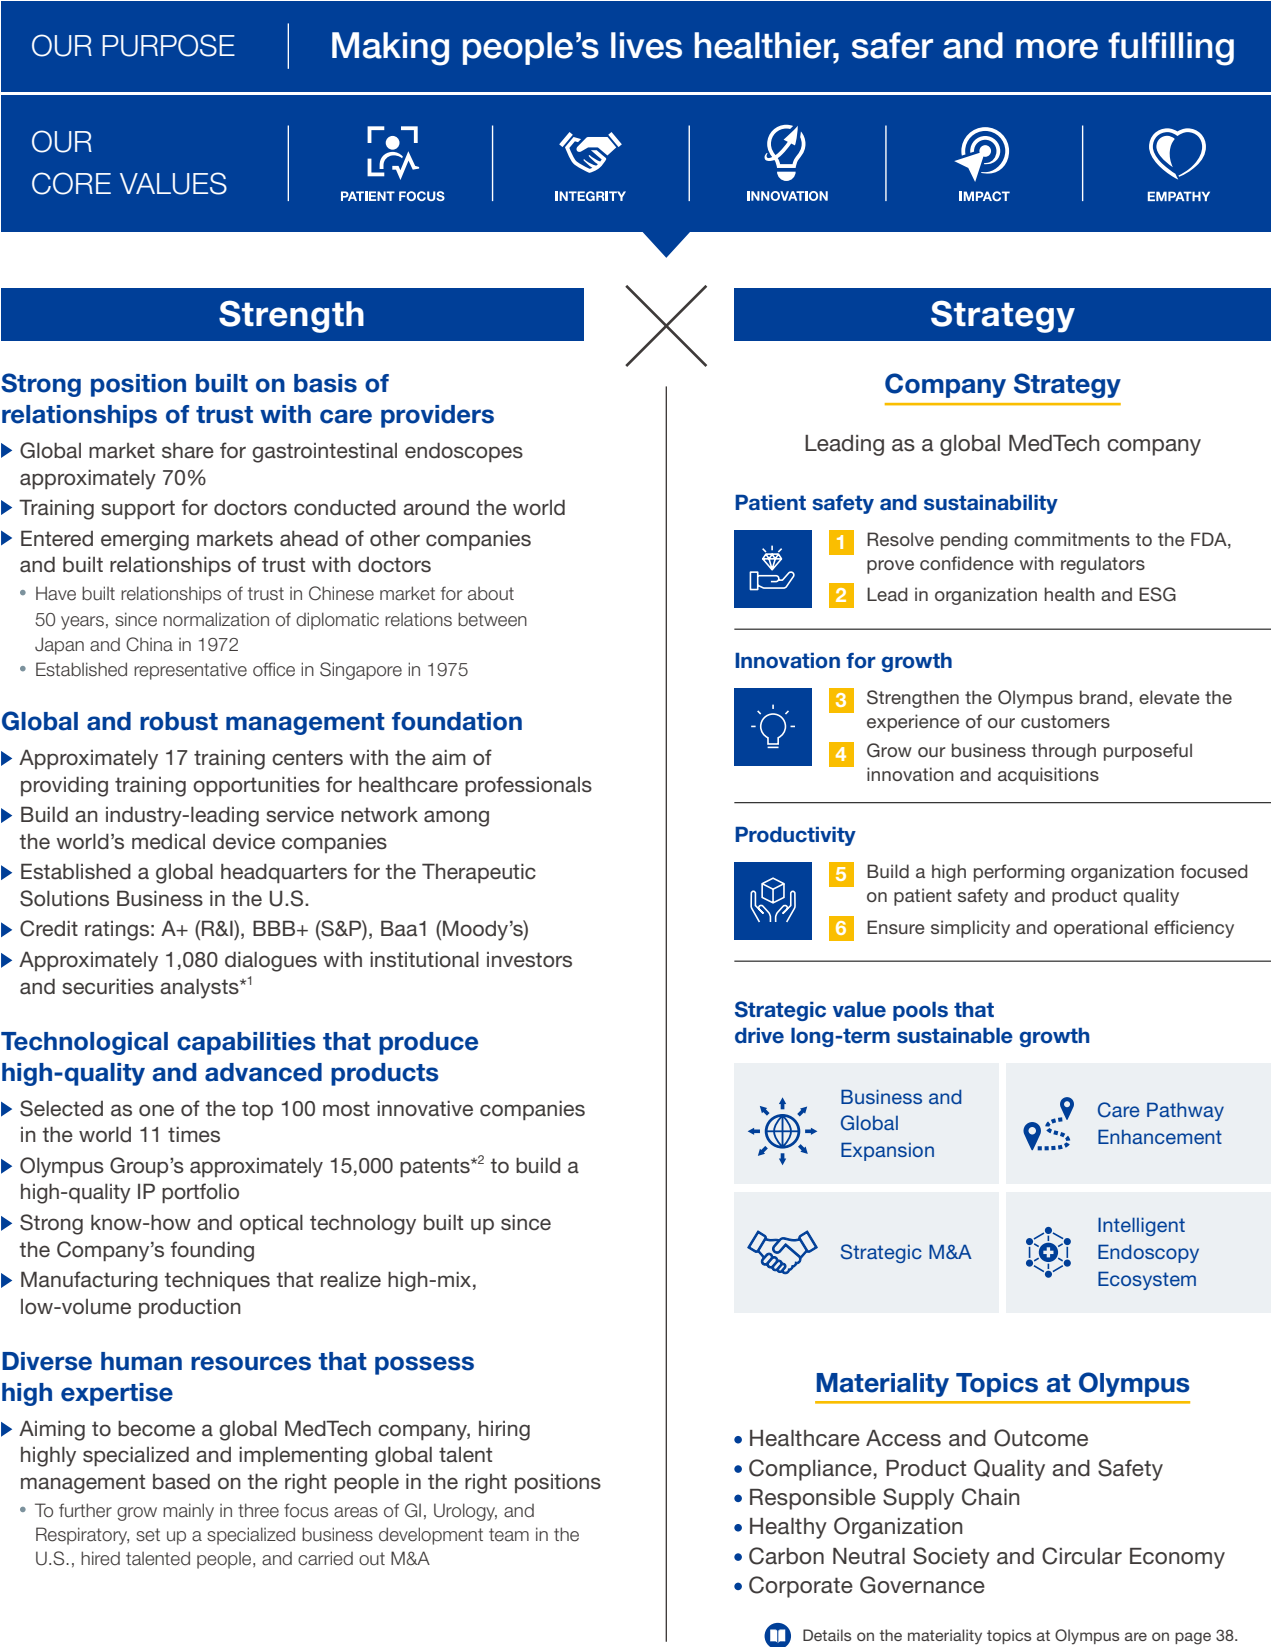 OUR PURPOSE
Making people's lives healthier, safer and more fulfilling
OUR
CORE VALUES
PATIENT FOCUS
INTEGRITY
INNOVATION
IMPACT
EMPATHY
Strength
Strong position built on basis of
relationships of trust with care providers
Global market share for gastrointestinal endoscopes
approximately 70%
Training support for doctors conducted around the world
Entered emerging markets ahead of other companies
and built relationships of trust with doctors
• Have built relationships of trust in Chinese market for about
50 years, since normalization of diplomatic relations between
Japan and China in 1972
• Established representative office in Singapore in 1975
Global and robust management foundation
Approximately 17 training centers with the aim of
providing training opportunities for healthcare professionals
Build an industry-leading service network among
the world's medical device companies
Established a global headquarters for the Therapeutic
Solutions Business in the U.S.
Credit ratings: A+ (R&I), BBB+ (S&P), Baa1 (Moody's)
Approximately 1,080 dialogues with institutional investors
and securities analysts*1
Technological capabilities that produce
high-quality and advanced products
Selected as one of the top 100 most innovative companies
in the world 11 times
Olympus Group's approximately 15,000 patents*2 to build a
high-quality IP portfolio
Strong know-how and optical technology built up since
the Company's founding
Manufacturing techniques that realize high-mix,
low-volume production
Diverse human resources that possess
high expertise
Aiming to become a global MedTech company, hiring
highly specialized and implementing global talent
management based on the right people in the right positions
• To further grow mainly in three focus areas of GI, Urology, and
Respiratory, set up a specialized business development team in the
U.S., hired talented people, and carried out M&A
Strategy
Company Strategy
Leading as a global MedTech company
Patient safety and sustainability
1 Resolve pending commitments to the FDA,
prove confidence with regulators
2 Lead in organization health and ESG
Innovation for growth
3 Strengthen the Olympus brand, elevate the
experience of our customers
4 Grow our business through purposeful
innovation and acquisitions
Productivity
5 Build a high performing organization focused
on patient safety and product quality
6 Ensure simplicity and operational efficiency
Strategic value pools that
drive long-term sustainable growth
Business and
Global
Expansion
Care Pathway
Enhancement
Strategic M&A
Intelligent
Endoscopy
Ecosystem
Materiality Topics at Olympus
• Healthcare Access and Outcome
• Compliance, Product Quality and Safety
• Responsible Supply Chain
• Healthy Organization
• Carbon Neutral Society and Circular Economy
• Corporate Governance
Details on the materiality topics at Olympus are on page 38.